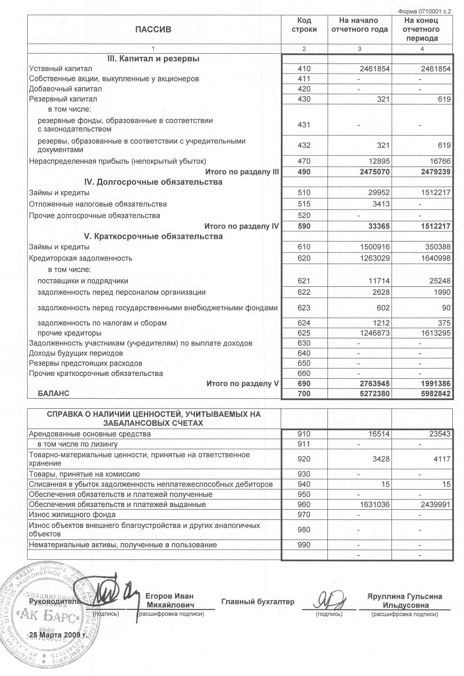 Форма 0710001 с.2
ПАССИВ Код строки На начало отчетного года На конец отчетного периода
1 2 3 4
III. Капитал и резервы
Уставный капитал 410 2461854 2461854
Собственные акции, выкупленные у акционеров 411 - -
Добавочный капитал 420 - -
Резервный капитал 430 321 619
в том числе:
резервные фонды, образованные в соответствии
с законодательством 431 - -
резервы, образованные в соответствии с учредительными
документами 432 321 619
Нераспределенная прибыль (непокрытый убыток) 470 12895 16766
Итого по разделу III 490 2475070 2479239
IV. Долгосрочные обязательства
Займы и кредиты 510 29952 1512217
Отложенные налоговые обязательства 515 3413 -
Прочие долгосрочные обязательства 520 - -
Итого по разделу IV 590 33365 1512217
V. Краткосрочные обязательства
Займы и кредиты 610 1500916 350388
Кредиторская задолженность 620 1263029 1640998
в том числе:
поставщики и подрядчики 621 11714 25248
задолженность перед персоналом организации 622 2628 1990
задолженность перед государственными внебюджетными фондами 623 602 90
задолженность по налогам и сборам 624 1212 375
прочие кредиторы 625 1246873 1613295
Задолженность участникам (учредителям) по выплате доходов 630 - -
Доходы будущих периодов 640 - -
Резервы предстоящих расходов 650 - -
Прочие краткосрочные обязательства 660 - -
Итого по разделу V 690 2763945 1991386
БАЛАНС 700 5272380 5982842
СПРАВКА О НАЛИЧИИ ЦЕННОСТЕЙ, УЧИТЫВАЕМЫХ НА
ЗАБАЛАНСОВЫХ СЧЕТАХ
Арендованные основные средства 910 16514 23543
в том числе по лизингу 911 - -
Товарно-материальные ценности, принятые на ответственное
хранение 920 3428 4117
Товары, принятые на комиссию 930 - -
Списанная в убыток задолженность неплатежеспособных дебиторов 940 15 15
Обеспечения обязательств и платежей полученные 950 - -
Обеспечения обязательств и платежей выданные 960 1631036 2439991
Износ жилищного фонда 970 - -
Износ объектов внешнего благоустройства и других аналогичных
объектов 980 - -
Нематериальные активы, полученные в пользование 990 - -
- -
Руководитель (подпись) Егоров Иван Михайлович (расшифровка подписи) Главный бухгалтер (подпись) Яруллина Гульсина Ильдусовна (расшифровка подписи)
"АК БАРС"
25 Марта 2009 г.